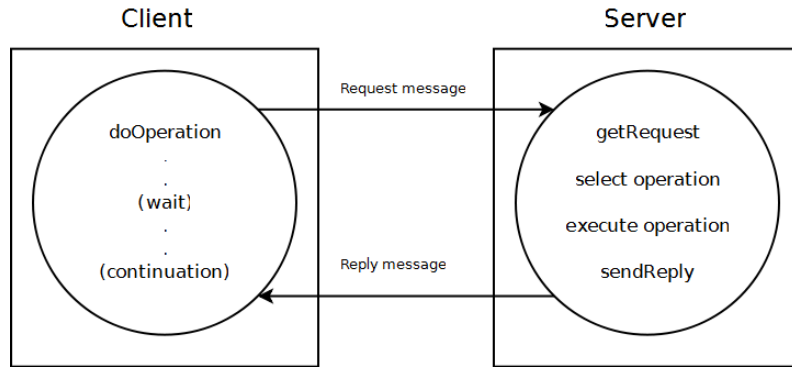 Client
Server
Request message
doOperation
.
.
(wait)
.
.
(continuation)
getRequest
select operation
execute operation
sendReply
Reply message